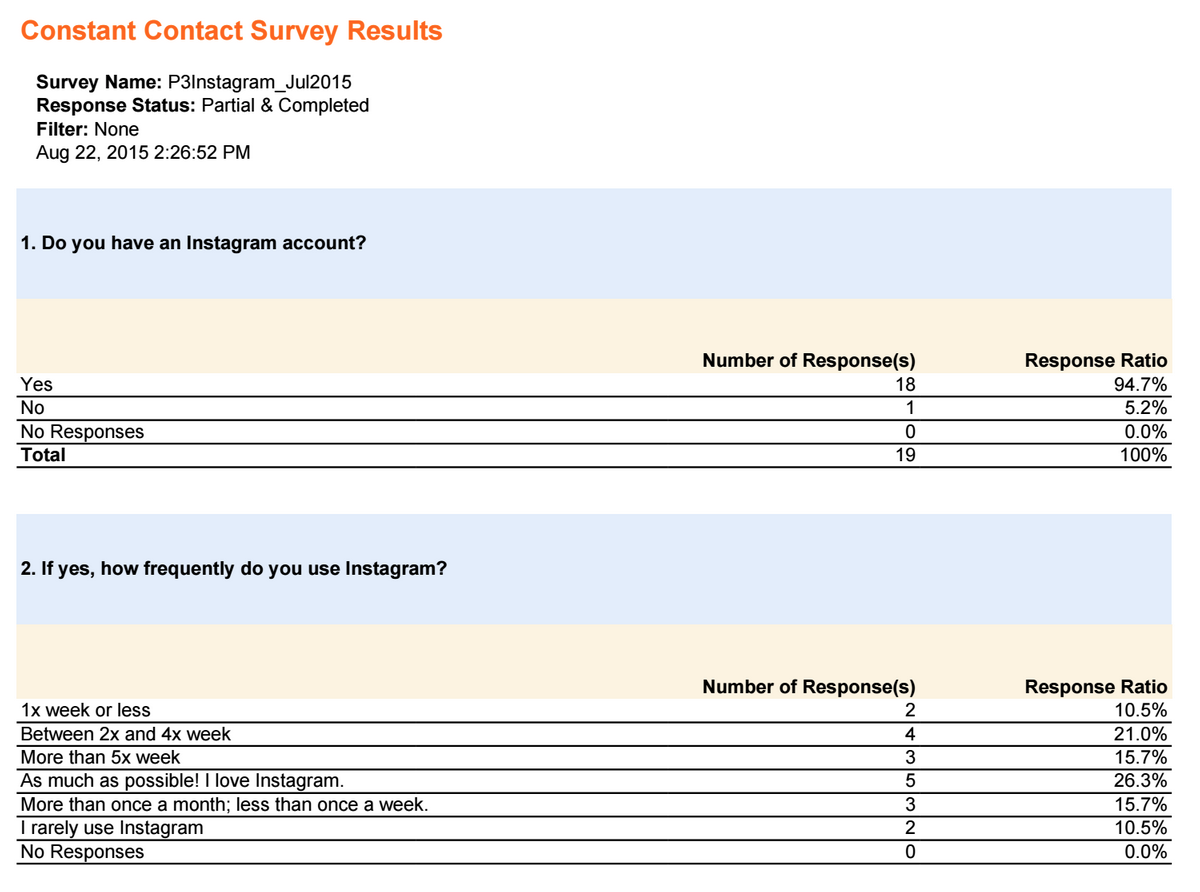 Constant Contact Survey Results
Survey Name: P3Instagram_Jul2015
Response Status: Partial & Completed
Filter: None
Aug 22, 2015 2:26:52 PM
1. Do you have an Instagram account?
Number of Response(s) Response Ratio
Yes 18 94.7%
No 1 5.2%
No Responses 0 0.0%
Total 19 100%
2. If yes, how frequently do you use Instagram?
Number of Response(s) Response Ratio
1x week or less 2 10.5%
Between 2x and 4x week 4 21.0%
More than 5x week 3 15.7%
As much as possible! I love Instagram. 5 26.3%
More than once a month; less than once a week. 3 15.7%
I rarely use Instagram 2 10.5%
No Responses 0 0.0%